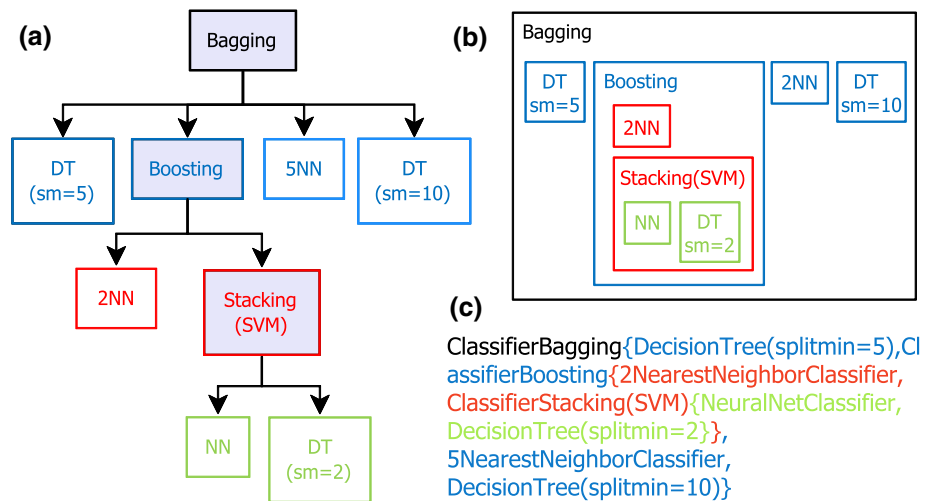 (a)
Bagging
DT
(sm=5)
Boosting
5NN
DT
(sm=10)
2NN
Stacking
(SVM)
NN
DT
(sm=2)
(b)
Bagging
DT
sm=5
Boosting
2NN
DT
sm=10
2NN
Stacking(SVM)
NN
DT
sm=2
(c)
ClassifierBagging{DecisionTree(splitmin=5),Cl
assifierBoosting{2NearestNeighborClassifier,
ClassifierStacking(SVM){NeuralNetClassifier,
DecisionTree(splitmin=2}},
5NearestNeighborClassifier,
DecisionTree(splitmin=10)}